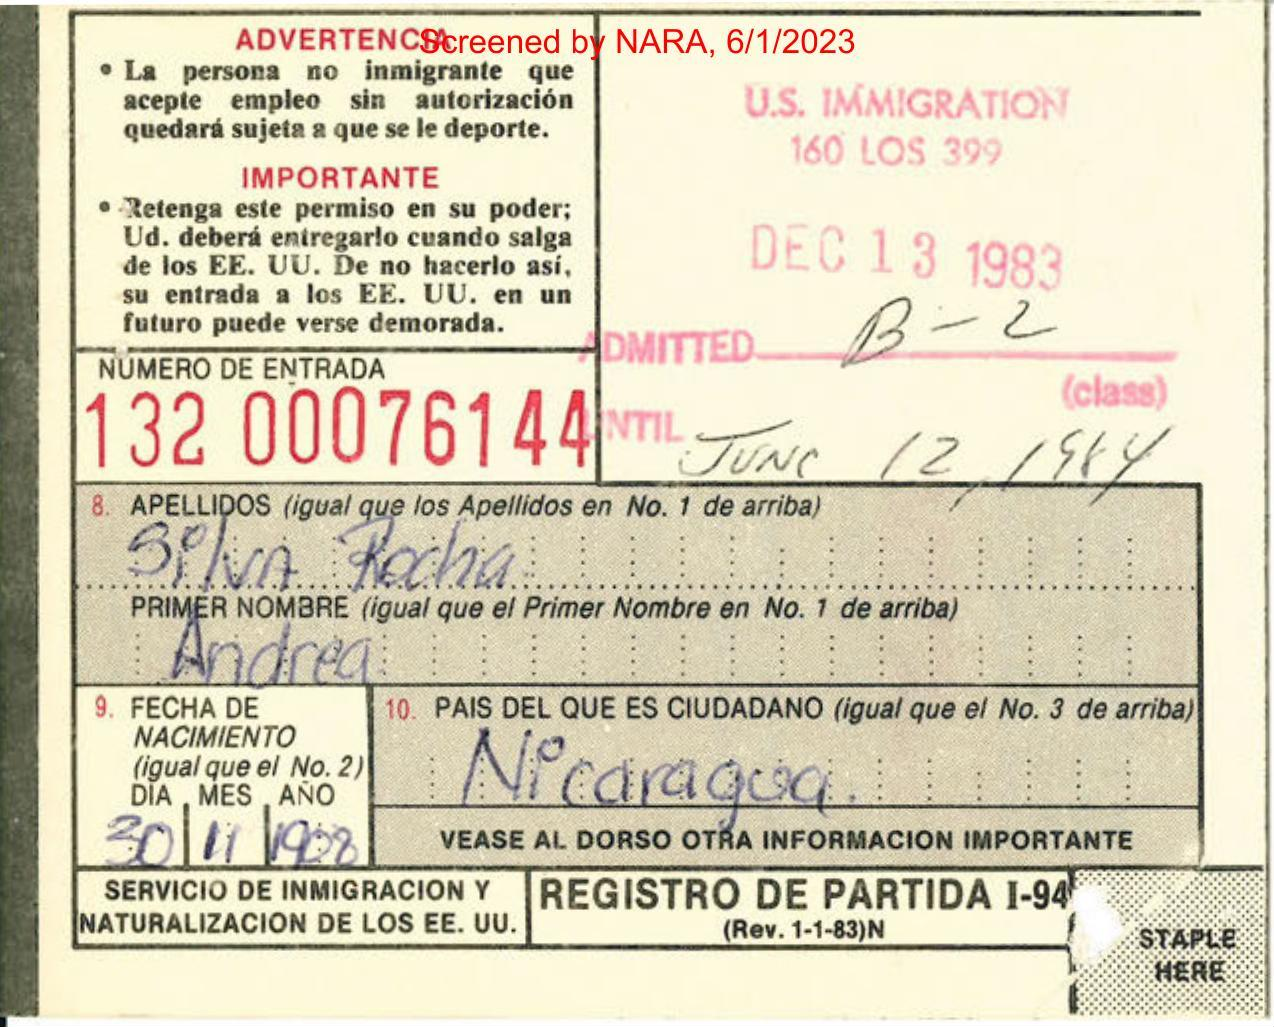 Screened by NARA, 6/1/2023
ADVERTENCIA
• La persona no inmigrante que
acepte empleo sin autorización
quedará sujeta a que se le deporte.
IMPORTANTE
• Retenga este permiso en su poder;
Ud. deberá entregarlo cuando salga
de los EE. UU. De no hacerlo así,
su entrada a los EE. UU. en un
futuro puede verse demorada.
U.S. IMMIGRATION
160 LOS 399
DEC 13 1983
ADMITTED B-2
(class)
UNTIL June 12, 1984
NUMERO DE ENTRADA
132 00076144
8. APELLIDOS (igual que los Apellidos en No. 1 de arriba)
Silva Rocha
PRIMER NOMBRE (igual que el Primer Nombre en No. 1 de arriba)
Andrea
9. FECHA DE
NACIMIENTO
(igual que el No. 2)
DIA MES AÑO
30 11 1908
10. PAIS DEL QUE ES CIUDADANO (igual que el No. 3 de arriba)
Nicaragua.
VEASE AL DORSO OTRA INFORMACION IMPORTANTE
SERVICIO DE INMIGRACION Y
NATURALIZACION DE LOS EE. UU.
REGISTRO DE PARTIDA I-94
(Rev. 1-1-83)N
STAPLE
HERE